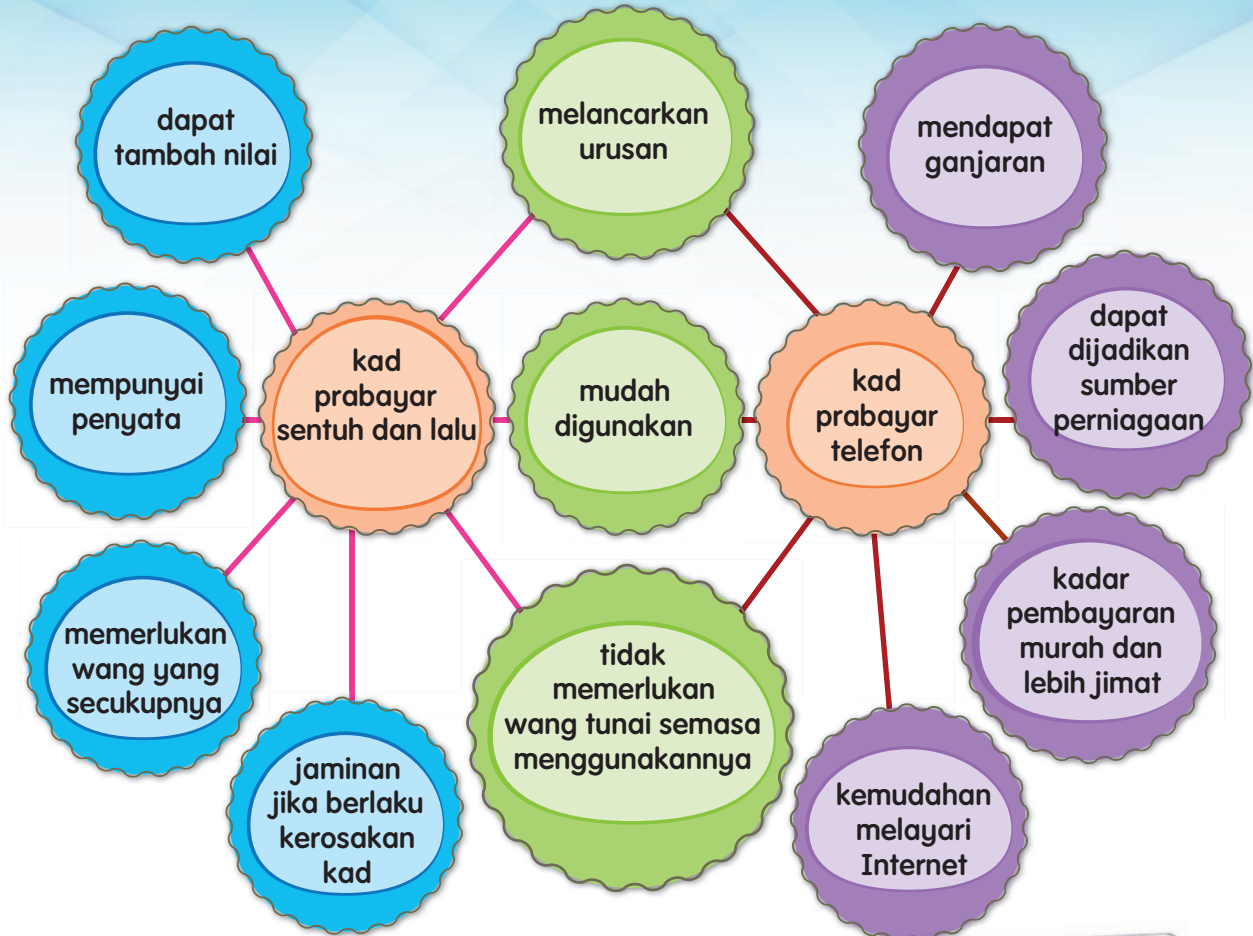 dapat
tambah nilai
melancarkan
urusan
mendapat
ganjaran
mempunyai
penyata
kad
prabayar
sentuh dan lalu
mudah
digunakan
kad
prabayar
telefon
dapat
dijadikan
sumber
perniagaan
memerlukan
wang yang
secukupnya
jaminan
jika berlaku
kerosakan
kad
tidak
memerlukan
wang tunai semasa
menggunakannya
kadar
pembayaran
murah dan
lebih jimat
kemudahan
melayari
Internet